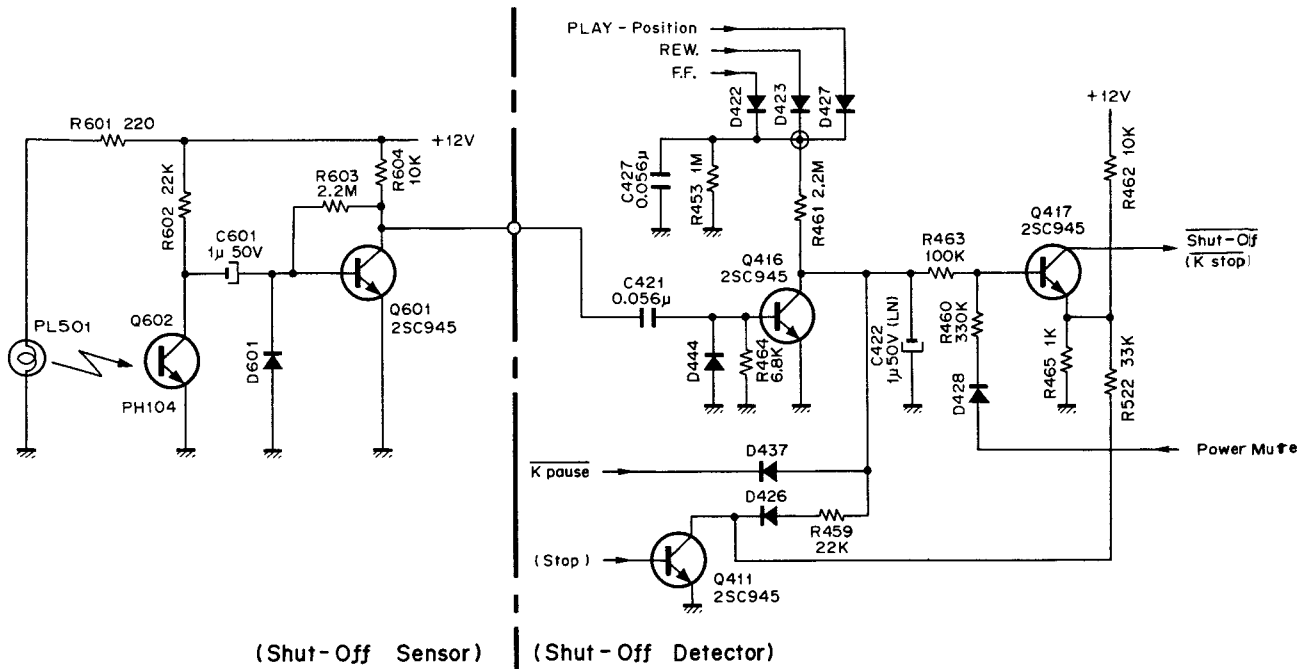 PLAY - Position
REW.
F.F.
D422
D423
D427
+12V
R601 220
+12V
R602 22K
R603
2.2M
R604
10K
C601
1µ 50V
Q601
2SC945
PL501
Q602
PH104
D601
C427
0.056µ
R453 1M
R461 2.2M
R462 10K
Q417
2SC945
Shut-Off
(K stop)
R463
100K
Q416
2SC945
C421
0.056µ
D444
R464
6.8K
C422
1µ50V (LN)
R460
330K
D428
R465 1K
R522 33K
Power Mutre
K pause
D437
D426
R459
22K
(Stop)
Q411
2SC945
(Shut-Off Sensor)
(Shut-Off Detector)